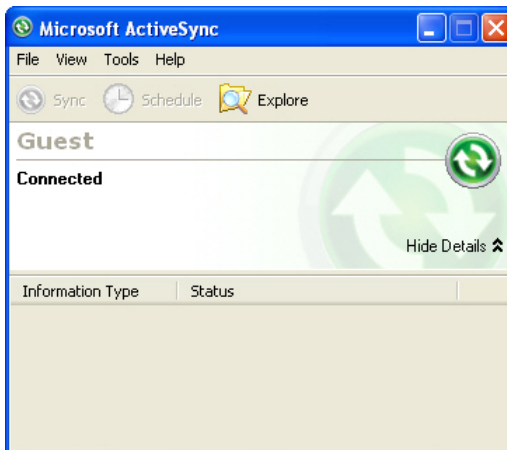 Microsoft ActiveSync
File View Tools Help
Sync Schedule Explore
Guest
Connected
Hide Details
Information Type Status